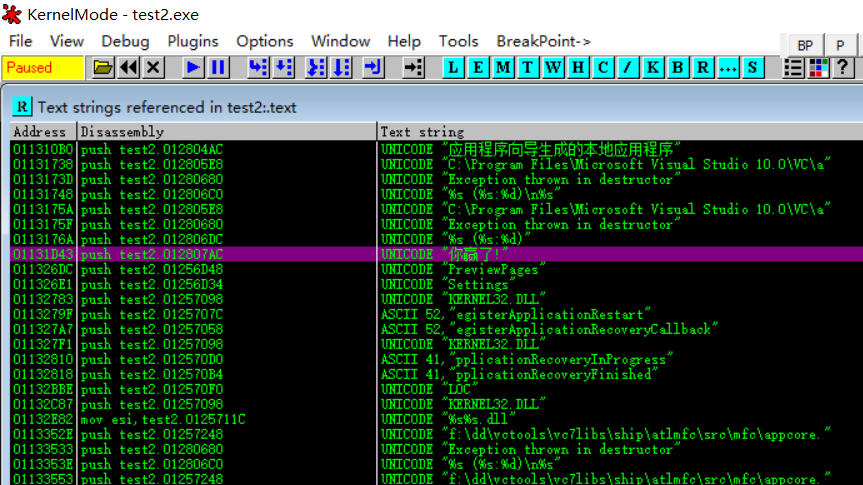 KernelMode - test2.exe
File View Debug Plugins Options Window Help Tools BreakPoint->
BP P
Paused L E M T W H C / K B R ... S ?
R Text strings referenced in test2:.text
Address Disassembly Text string
011310B0 push test2.012804AC UNICODE "应用程序向导生成的本地应用程序"
01131738 push test2.012805E8 UNICODE "C:\Program Files\Microsoft Visual Studio 10.0\VC\a"
0113173D push test2.01280680 UNICODE "Exception thrown in destructor"
01131748 push test2.012806C0 UNICODE "%s (%s:%d)\n%s"
0113175A push test2.012805E8 UNICODE "C:\Program Files\Microsoft Visual Studio 10.0\VC\a"
0113175F push test2.01280680 UNICODE "Exception thrown in destructor"
0113176A push test2.012806DC UNICODE "%s (%s:%d)"
01131D43 push test2.012807AC UNICODE "你赢了!"
011326DC push test2.01256D48 UNICODE "PreviewPages"
011326E1 push test2.01256D34 UNICODE "Settings"
01132783 push test2.01257098 UNICODE "KERNEL32.DLL"
0113279F push test2.0125707C ASCII 52,"egisterApplicationRestart"
011327A7 push test2.01257058 ASCII 52,"egisterApplicationRecoveryCallback"
011327F1 push test2.01257098 UNICODE "KERNEL32.DLL"
01132810 push test2.012570D0 ASCII 41,"pplicationRecoveryInProgress"
01132818 push test2.012570B4 ASCII 41,"pplicationRecoveryFinished"
01132BBE push test2.012570F0 UNICODE "LOC"
01132C87 push test2.01257098 UNICODE "KERNEL32.DLL"
01132E82 mov esi,test2.0125711C UNICODE "%s%s.dll"
0113352E push test2.01257248 UNICODE "f:\dd\vctools\vc7libs\ship\atlmfc\src\mfc\appcore."
01133533 push test2.01280680 UNICODE "Exception thrown in destructor"
0113353E push test2.012806C0 UNICODE "%s (%s:%d)\n%s"
01133553 push test2.01257248 UNICODE "f:\dd\vctools\vc7libs\ship\atlmfc\src\mfc\appcore."